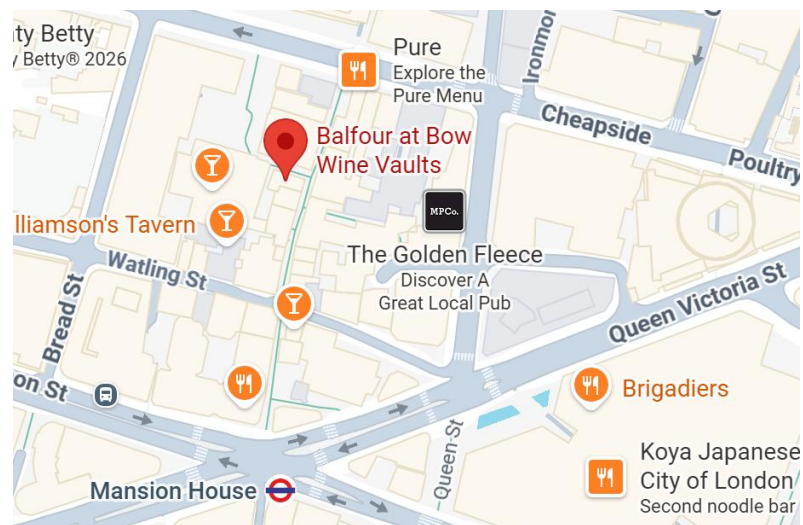 ty Betty
Betty® 2026
Pure
Explore the
Pure Menu
Ironmon
Cheapside
Poultry
Balfour at Bow
Wine Vaults
lliamson's Tavern
MPCo.
The Golden Fleece
Discover A
Great Local Pub
Watling St
Bread St
Queen Victoria St
on St
Brigadiers
Queen St
Mansion House
Koya Japanese
City of London
Second noodle bar